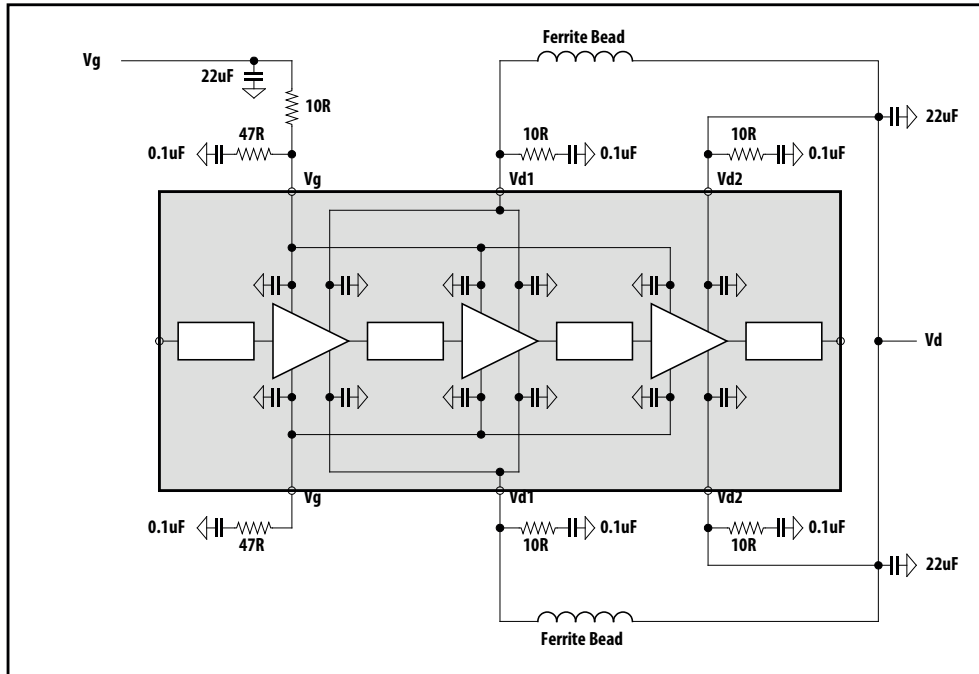 Ferrite Bead
Vg
22uF
10R
22uF
47R
10R
10R
0.1uF
0.1uF
0.1uF
Vg
Vd1
Vd2
Vd
Vg
Vd1
Vd2
0.1uF
0.1uF
0.1uF
47R
10R
10R
22uF
Ferrite Bead